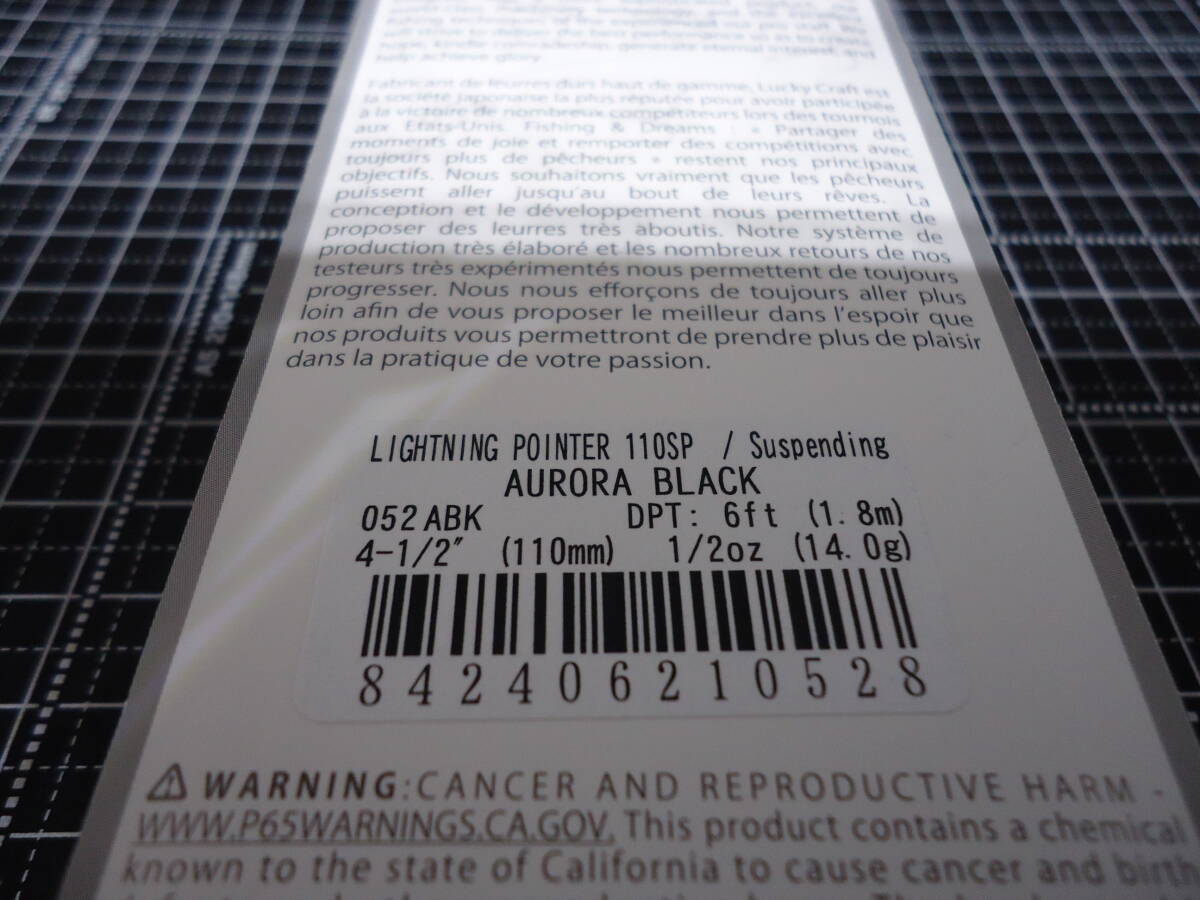 help achieve glory.
Fabricant de leurres durs haut de gamme, Lucky Craft est
la société japonaise la plus réputée pour avoir participée
à la victoire de nombreux compétiteurs lors des tournois
aux Etats-Unis. Fishing & Dreams : « Partager des
moments de joie et remporter des compétitions avec
toujours plus de pêcheurs » restent nos principaux
objectifs. Nous souhaitons vraiment que les pêcheurs
puissent aller jusqu'au bout de leurs rêves. La
conception et le développement nous permettent de
proposer des leurres très aboutis. Notre système de
production très élaboré et les nombreux retours de nos
testeurs très expérimentés nous permettent de toujours
progresser. Nous nous efforçons de toujours aller plus
loin afin de vous proposer le meilleur dans l'espoir que
nos produits vous permettront de prendre plus de plaisir
dans la pratique de votre passion.
LIGHTNING POINTER 110SP / Suspending
AURORA BLACK
052ABK DPT: 6ft (1.8m)
4-1/2" (110mm) 1/2oz (14.0g)
842406210528
⚠ WARNING:CANCER AND REPRODUCTIVE HARM -
WWW.P65WARNINGS.CA.GOV. This product contains a chemical
known to the state of California to cause cancer and birth